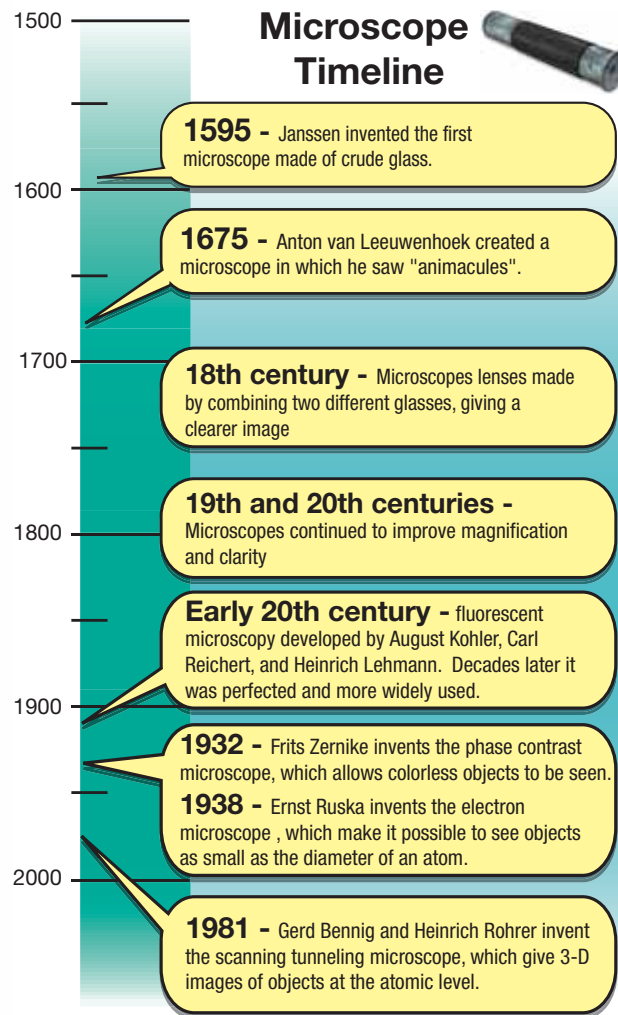 Microscope
Timeline
1500
1595 - Janssen invented the first
microscope made of crude glass.
1600
1675 - Anton van Leeuwenhoek created a
microscope in which he saw "animacules".
1700
18th century - Microscopes lenses made
by combining two different glasses, giving a
clearer image
19th and 20th centuries -
Microscopes continued to improve magnification
and clarity
1800
Early 20th century - fluorescent
microscopy developed by August Kohler, Carl
Reichert, and Heinrich Lehmann. Decades later it
was perfected and more widely used.
1900
1932 - Frits Zernike invents the phase contrast
microscope, which allows colorless objects to be seen.
1938 - Ernst Ruska invents the electron
microscope , which make it possible to see objects
as small as the diameter of an atom.
2000
1981 - Gerd Bennig and Heinrich Rohrer invent
the scanning tunneling microscope, which give 3-D
images of objects at the atomic level.